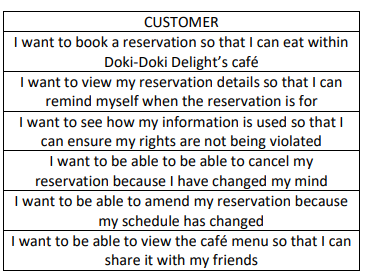 CUSTOMER
I want to book a reservation so that I can eat within
Doki-Doki Delight’s café
I want to view my reservation details so that I can
remind myself when the reservation is for
I want to see how my information is used so that I
can ensure my rights are not being violated
I want to be able to be able to cancel my
reservation because I have changed my mind
I want to be able to amend my reservation because
my schedule has changed
I want to be able to view the café menu so that I can
share it with my friends